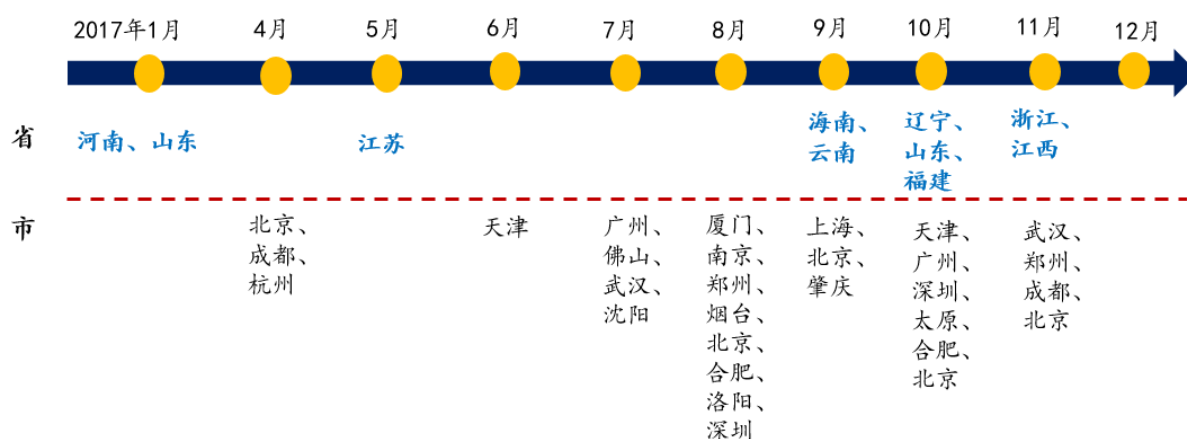 2017年1月
4月
5月
6月
7月
8月
9月
10月
11月
12月
省
河南、山东
江苏
海南、
云南
辽宁、
山东、
福建
浙江、
江西
市
北京、
成都、
杭州
天津
广州、
佛山、
武汉、
沈阳
厦门、
南京、
郑州、
烟台、
北京、
合肥、
洛阳、
深圳
上海、
北京、
肇庆
天津、
广州、
深圳、
太原、
合肥、
北京
武汉、
郑州、
成都、
北京